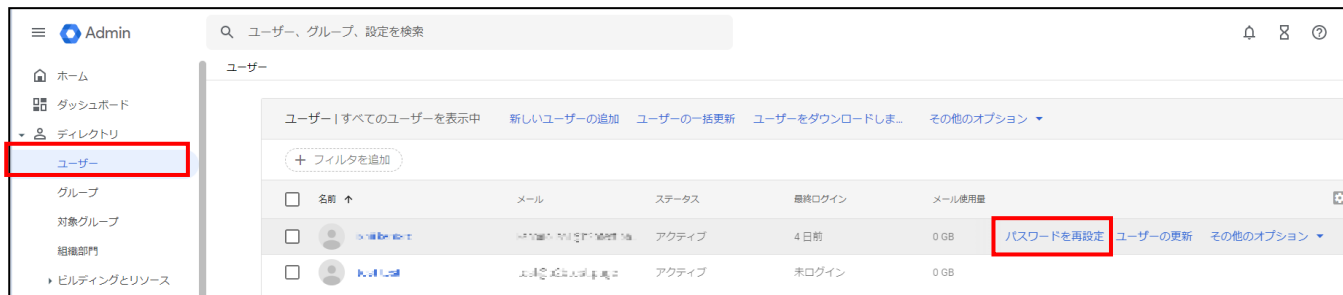 Admin
ユーザー、グループ、設定を検索
ホーム
ダッシュボード
ディレクトリ
ユーザー
グループ
対象グループ
組織部門
ビルディングとリソース
ユーザー
ユーザー | すべてのユーザーを表示中 新しいユーザーの追加 ユーザーの一括更新 ユーザーをダウンロードしま... その他のオプション
+ フィルタを追加
名前 ↑ メール ステータス 最終ログイン メール使用量
アクティブ 4 日前 0 GB パスワードを再設定 ユーザーの更新 その他のオプション
アクティブ 未ログイン 0 GB